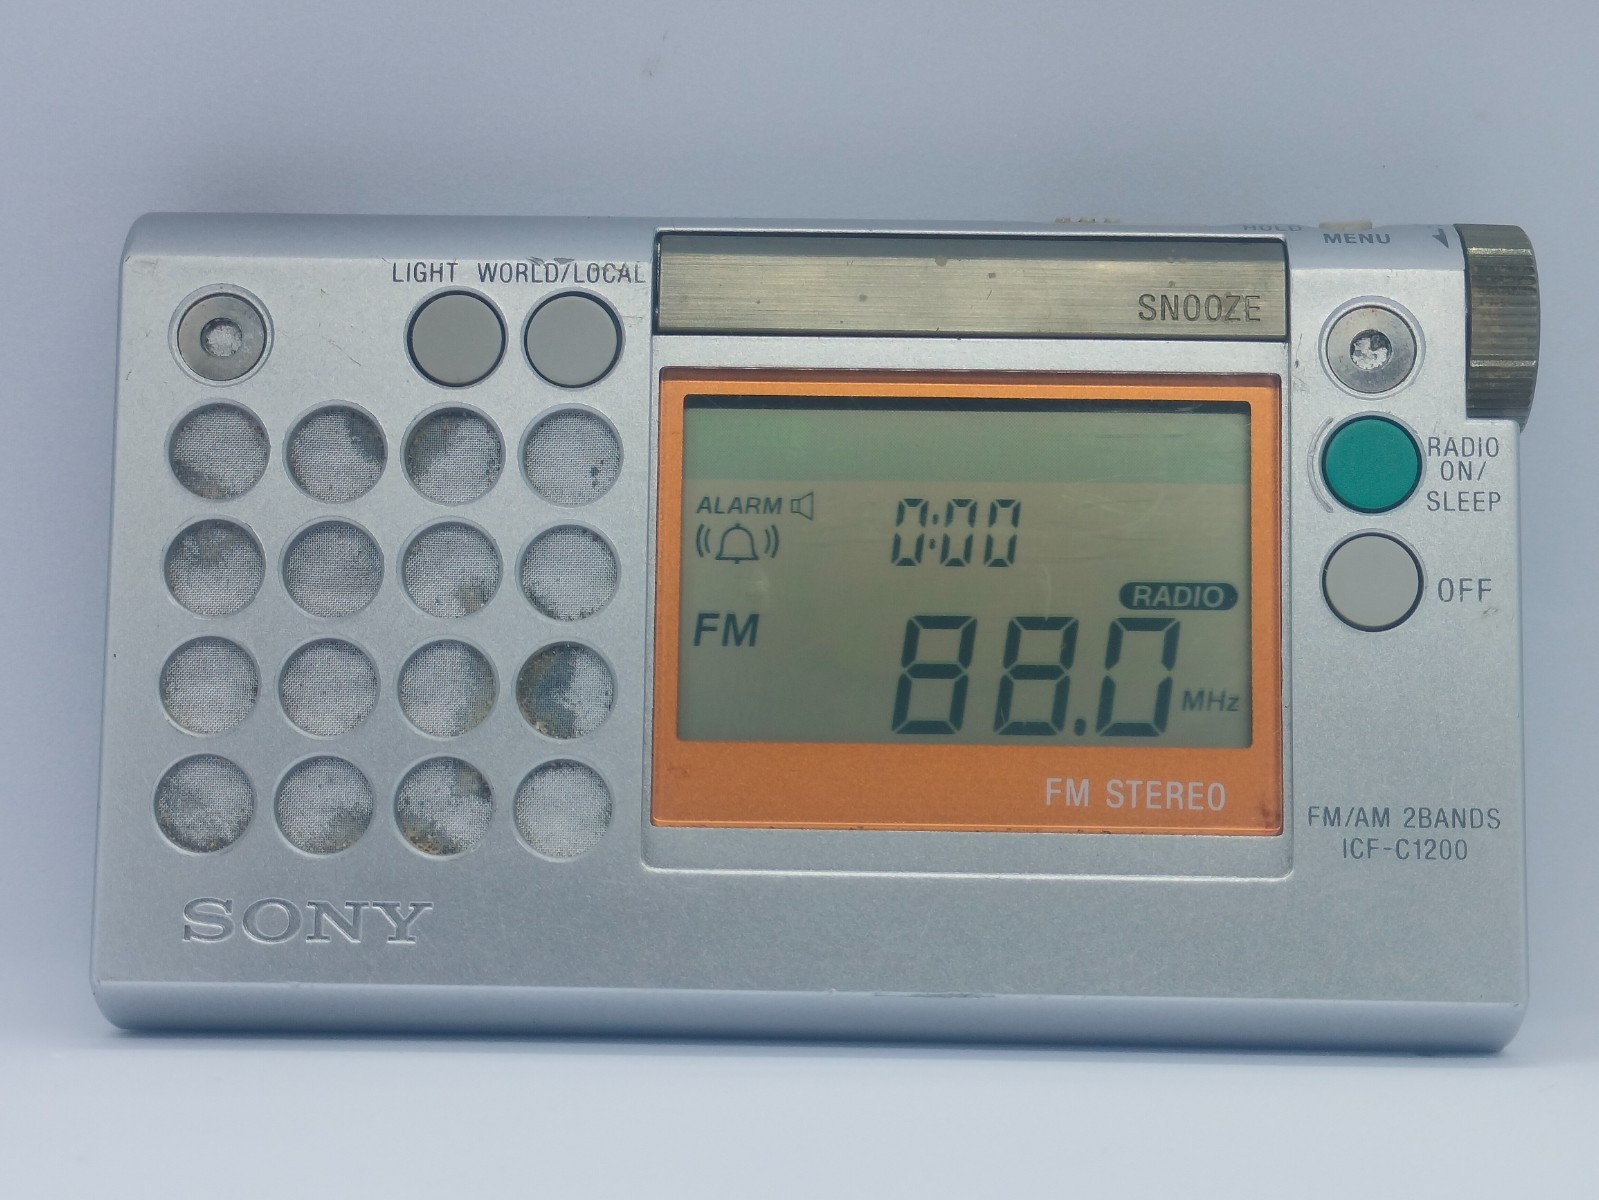 HOLD MENU
LIGHT WORLD/LOCAL
SNOOZE
RADIO
ON/
SLEEP
ALARM 0:00
OFF
RADIO
FM 88.0 MHz
FM STEREO
FM/AM 2BANDS
ICF-C1200
SONY